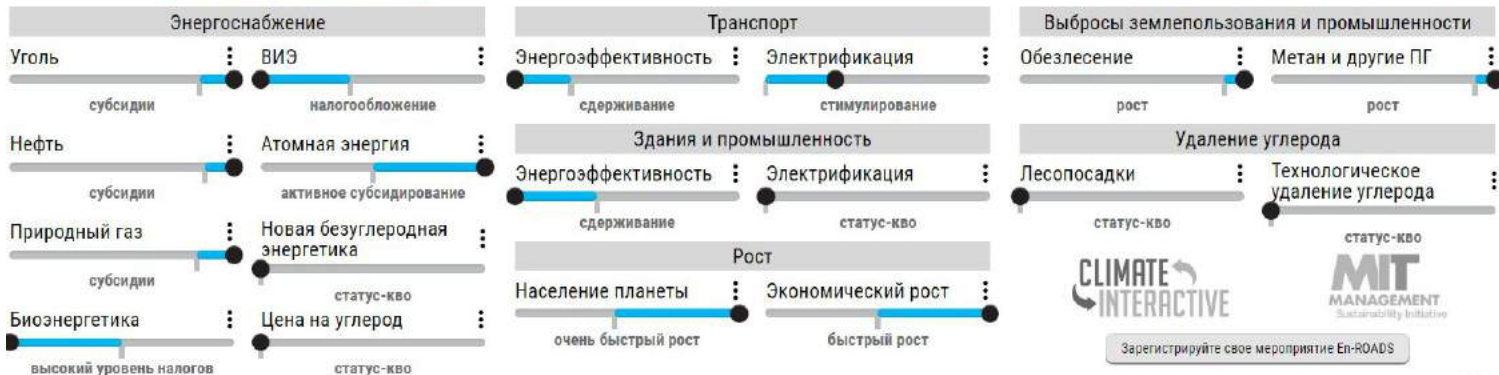 Энергоснабжение
Уголь
субсидии
ВИЭ
налогообложение
Нефть
субсидии
Атомная энергия
активное субсидирование
Природный газ
субсидии
Новая безуглеродная
энергетика
статус-кво
Биоэнергетика
высокий уровень налогов
Цена на углерод
статус-кво
Транспорт
Энергоэффективность
сдерживание
Электрификация
стимулирование
Здания и промышленность
Энергоэффективность
сдерживание
Электрификация
статус-кво
Рост
Население планеты
очень быстрый рост
Экономический рост
быстрый рост
Выбросы землепользования и промышленности
Обезлесение
рост
Метан и другие ПГ
рост
Удаление углерода
Лесопосадки
статус-кво
Технологическое
удаление углерода
статус-кво
CLIMATE
INTERACTIVE
MIT
MANAGEMENT
Sustainability Initiative
Зарегистрируйте свое мероприятие En-ROADS